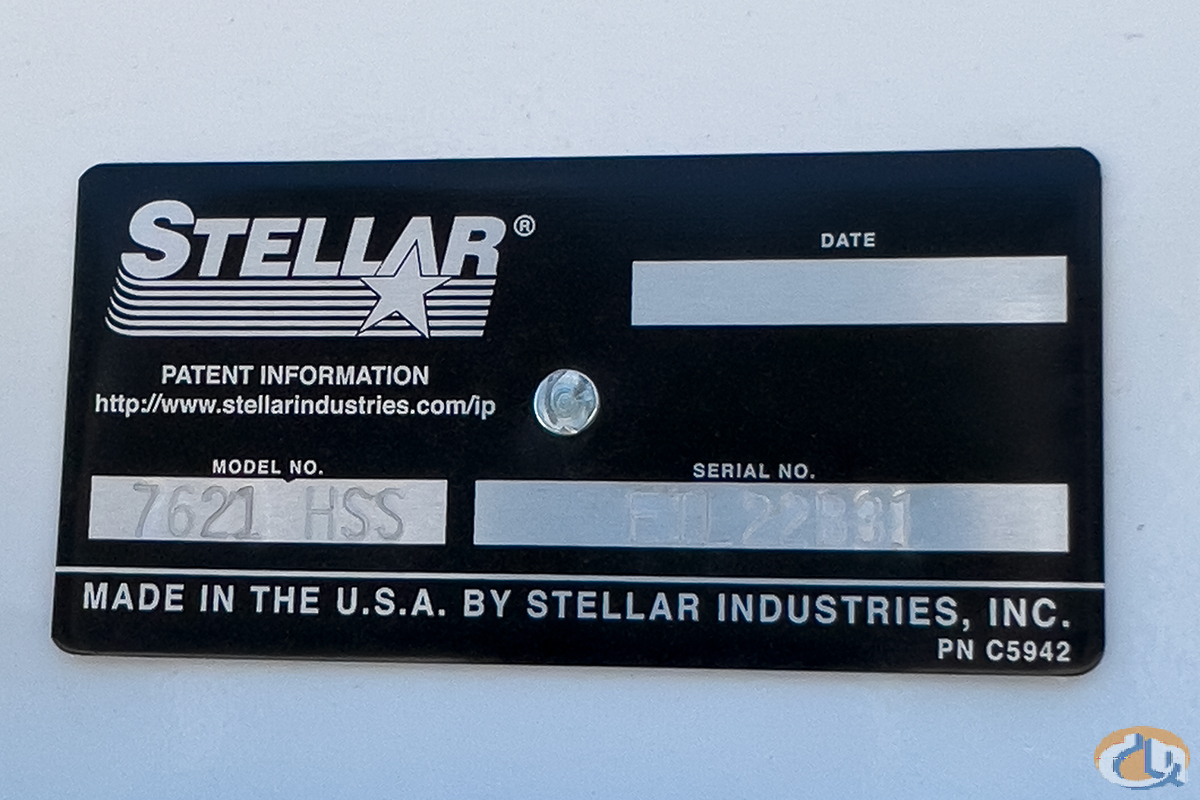 STELLAR®
DATE
PATENT INFORMATION
http://www.stellarindustries.com/ip
MODEL NO.
7621 HSS
SERIAL NO.
MADE IN THE U.S.A. BY STELLAR INDUSTRIES, INC.
PN C5942